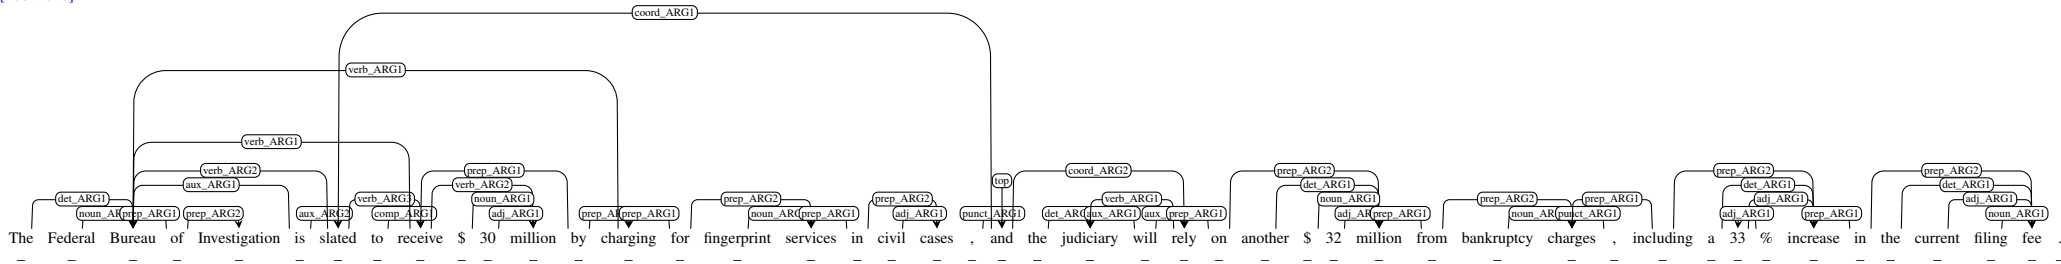 coord_ARG1
verb_ARG1
verb_ARG1
verb_ARG2 prep_ARG1 coord_ARG2 prep_ARG2 prep_ARG2 prep_ARG2
aux_ARG1 verb_ARG2 top det_ARG1 det_ARG1 det_ARG1
det_ARG1 verb_ARG3 noun_ARG1 prep_ARG2 prep_ARG2 verb_ARG1 noun_ARG1 prep_ARG2 prep_ARG1 adj_ARG1 adj_ARG1
prep_ARG1 prep_ARG2 aux_ARG2 comp_ARG1 adj_ARG1 prep_ARG1 prep_ARG1 adj_ARG1 punct_ARG1 aux_ARG1 prep_ARG1 prep_ARG1 punct_ARG1 adj_ARG1 prep_ARG1 noun_ARG1
The Federal Bureau of Investigation is slated to receive $ 30 million by charging for fingerprint services in civil cases , and the judiciary will rely on another $ 32 million from bankruptcy charges , including a 33 % increase in the current filing fee .